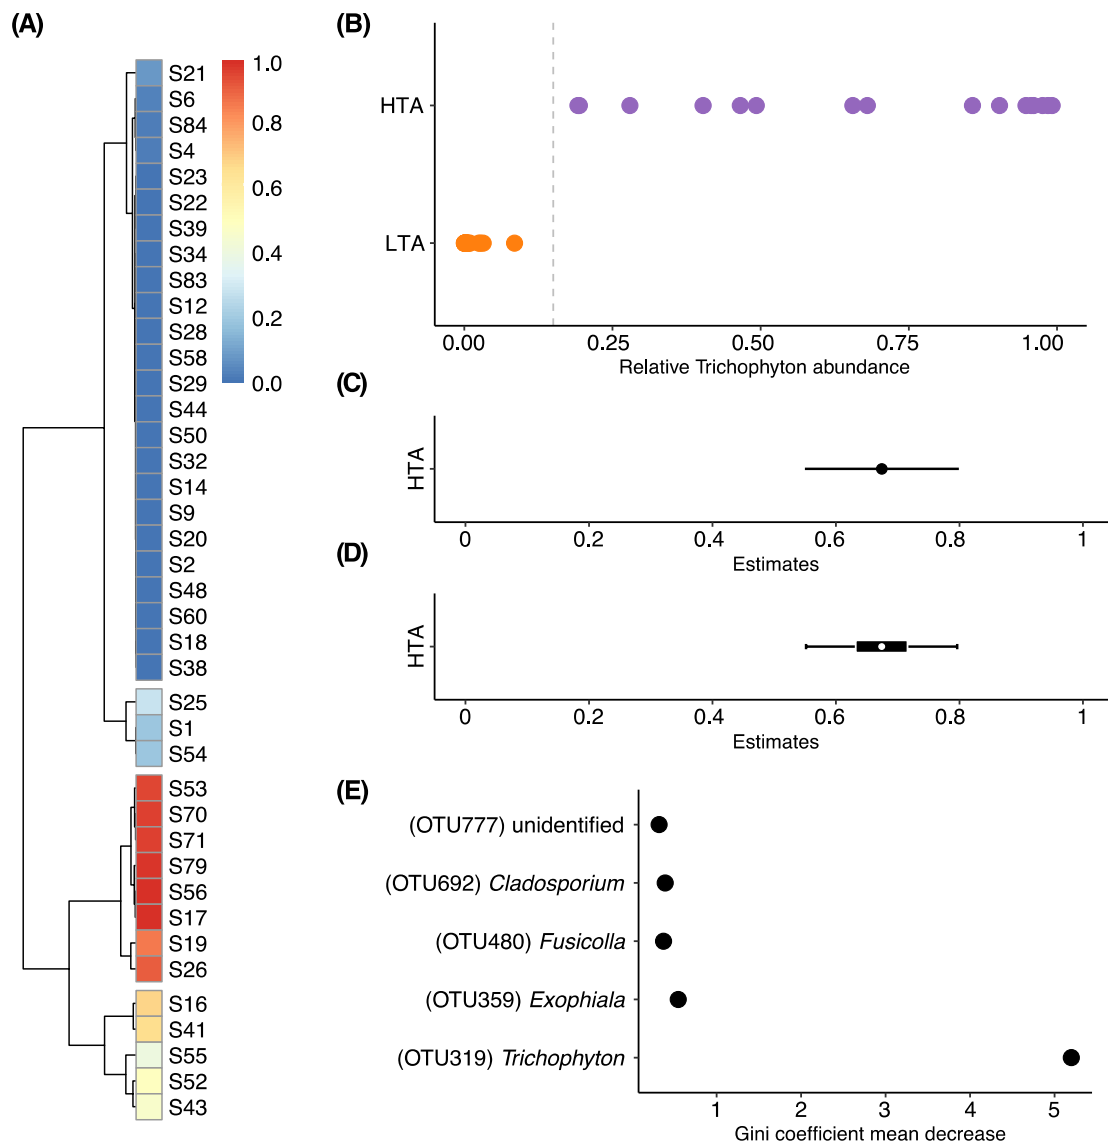 (A)
S21
S6
S84
S4
S23
S22
S39
S34
S83
S12
S28
S58
S29
S44
S50
S32
S14
S9
S20
S2
S48
S60
S18
S38
S25
S1
S54
S53
S70
S71
S79
S56
S17
S19
S26
S16
S41
S55
S52
S43
1.0
0.8
0.6
0.4
0.2
0.0
(B)
HTA
LTA
0.00 0.25 0.50 0.75 1.00
Relative Trichophyton abundance
(C)
HTA
0 0.2 0.4 0.6 0.8 1
Estimates
(D)
HTA
0 0.2 0.4 0.6 0.8 1
Estimates
(E)
(OTU777) unidentified
(OTU692) Cladosporium
(OTU480) Fusicolla
(OTU359) Exophiala
(OTU319) Trichophyton
1 2 3 4 5
Gini coefficient mean decrease